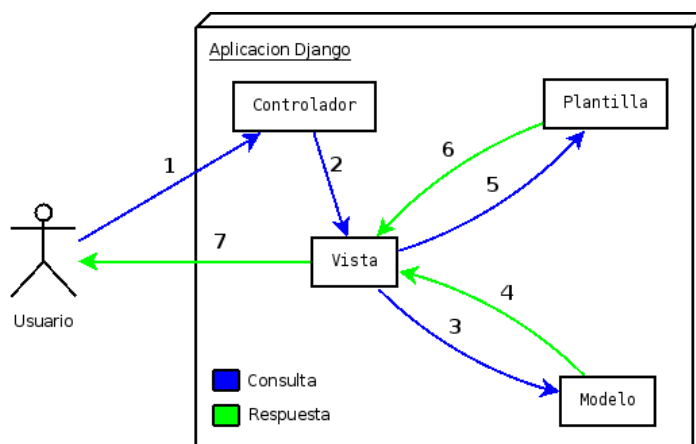 Aplicacion Django
Controlador
Plantilla
1
2
6
5
7
Vista
4
3
Usuario
Consulta
Modelo
Respuesta